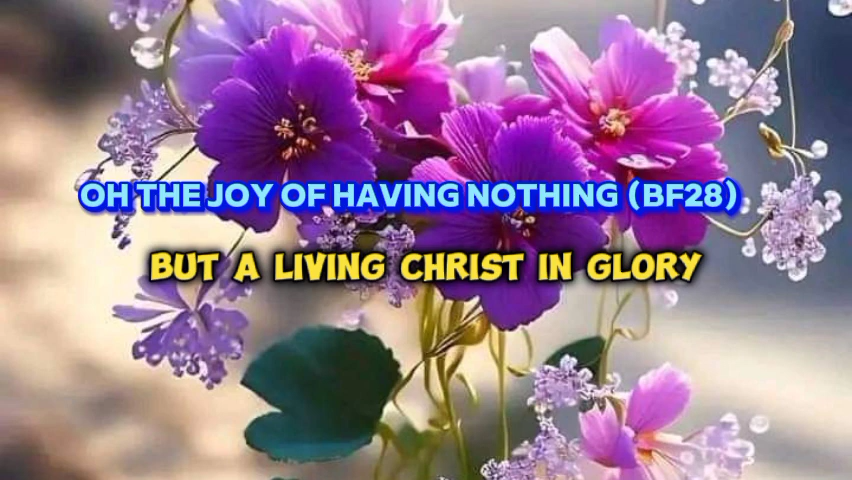 OH THE JOY OF HAVING NOTHING (BF28)
BUT A LIVING CHRIST IN GLORY